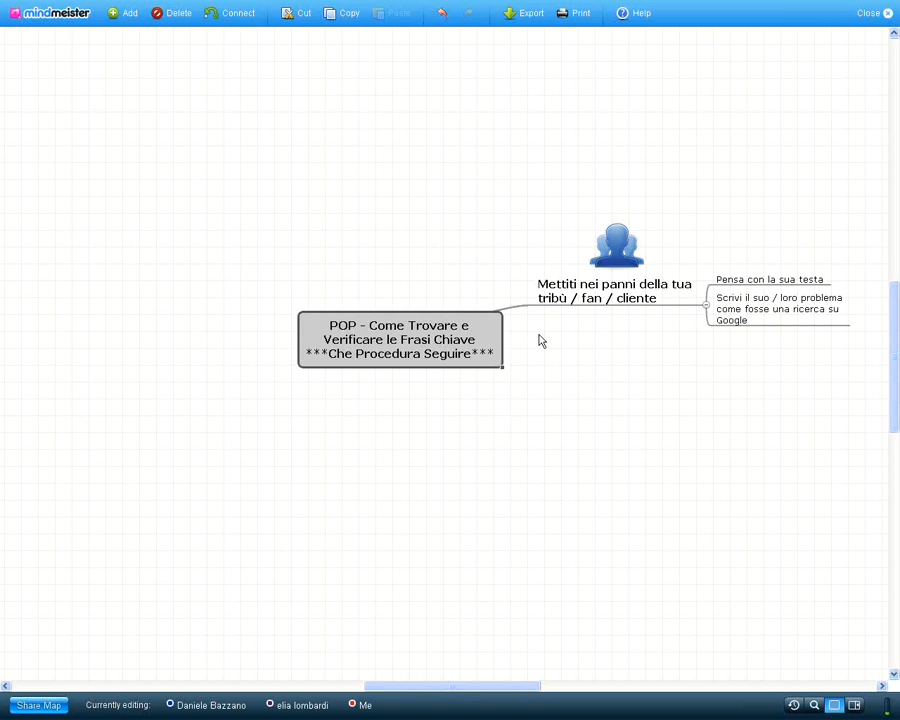 mindmeister Add Delete Connect Cut Copy Paste Export Print Help Close
Mettiti nei panni della tua
tribù / fan / cliente
Pensa con la sua testa
Scrivi il suo / loro problema
come fosse una ricerca su
Google
POP - Come Trovare e
Verificare le Frasi Chiave
***Che Procedura Seguire***
Share Map Currently editing: Daniele Bazzano elia lombardi Me